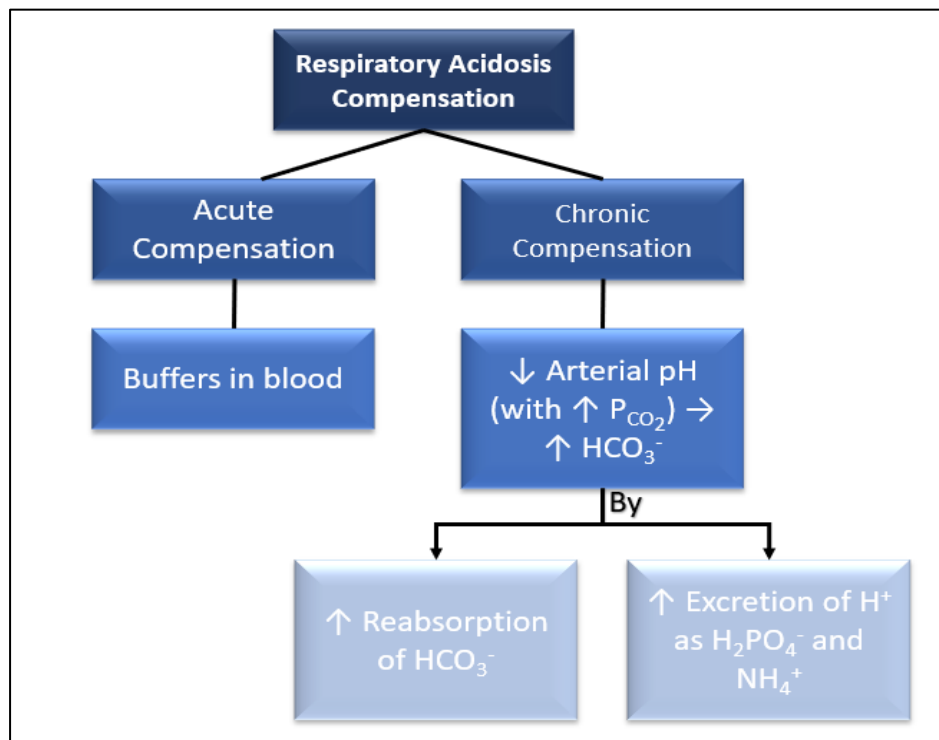 Respiratory Acidosis
Compensation
Acute
Compensation
Chronic
Compensation
Buffers in blood
↓ Arterial pH
(with ↑ P_CO₂) →
↑ HCO₃⁻
By
↑ Reabsorption
of HCO₃⁻
↑ Excretion of H⁺
as H₂PO₄⁻ and
NH₄⁺